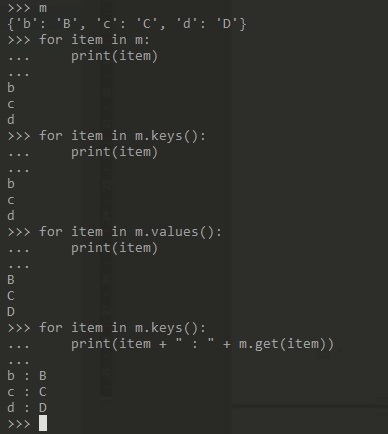 >>> m
{'b': 'B', 'c': 'C', 'd': 'D'}
>>> for item in m:
...     print(item)
...
b
c
d
>>> for item in m.keys():
...     print(item)
...
b
c
d
>>> for item in m.values():
...     print(item)
...
B
C
D
>>> for item in m.keys():
...     print(item + " : " + m.get(item))
...
b : B
c : C
d : D
>>>